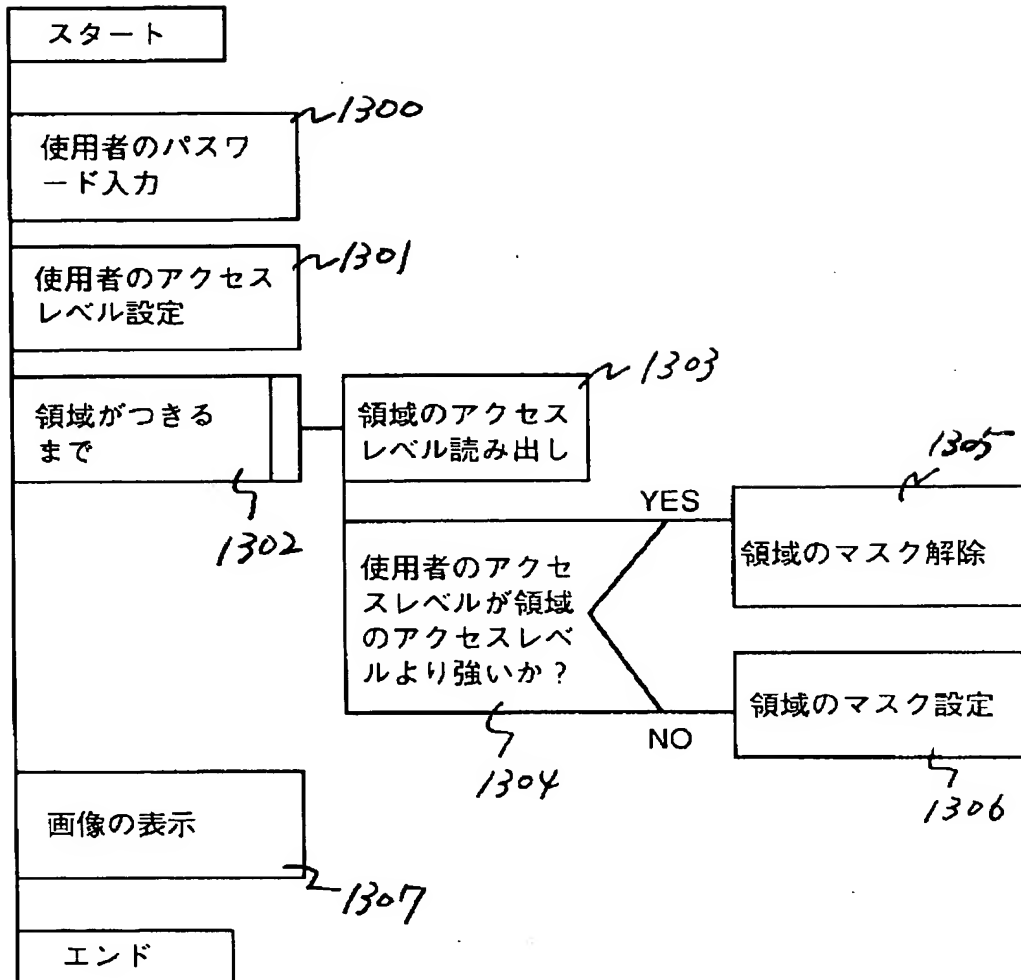 スタート
1300
使用者のパスワ
ード入力
1301
使用者のアクセス
レベル設定
1303
領域がつきる
まで
領域のアクセス
レベル読み出し
1302
1305
YES
使用者のアクセ
スレベルが領域
のアクセスレベ
ルより強いか？
領域のマスク解除
領域のマスク設定
NO
1304
1306
画像の表示
1307
エンド